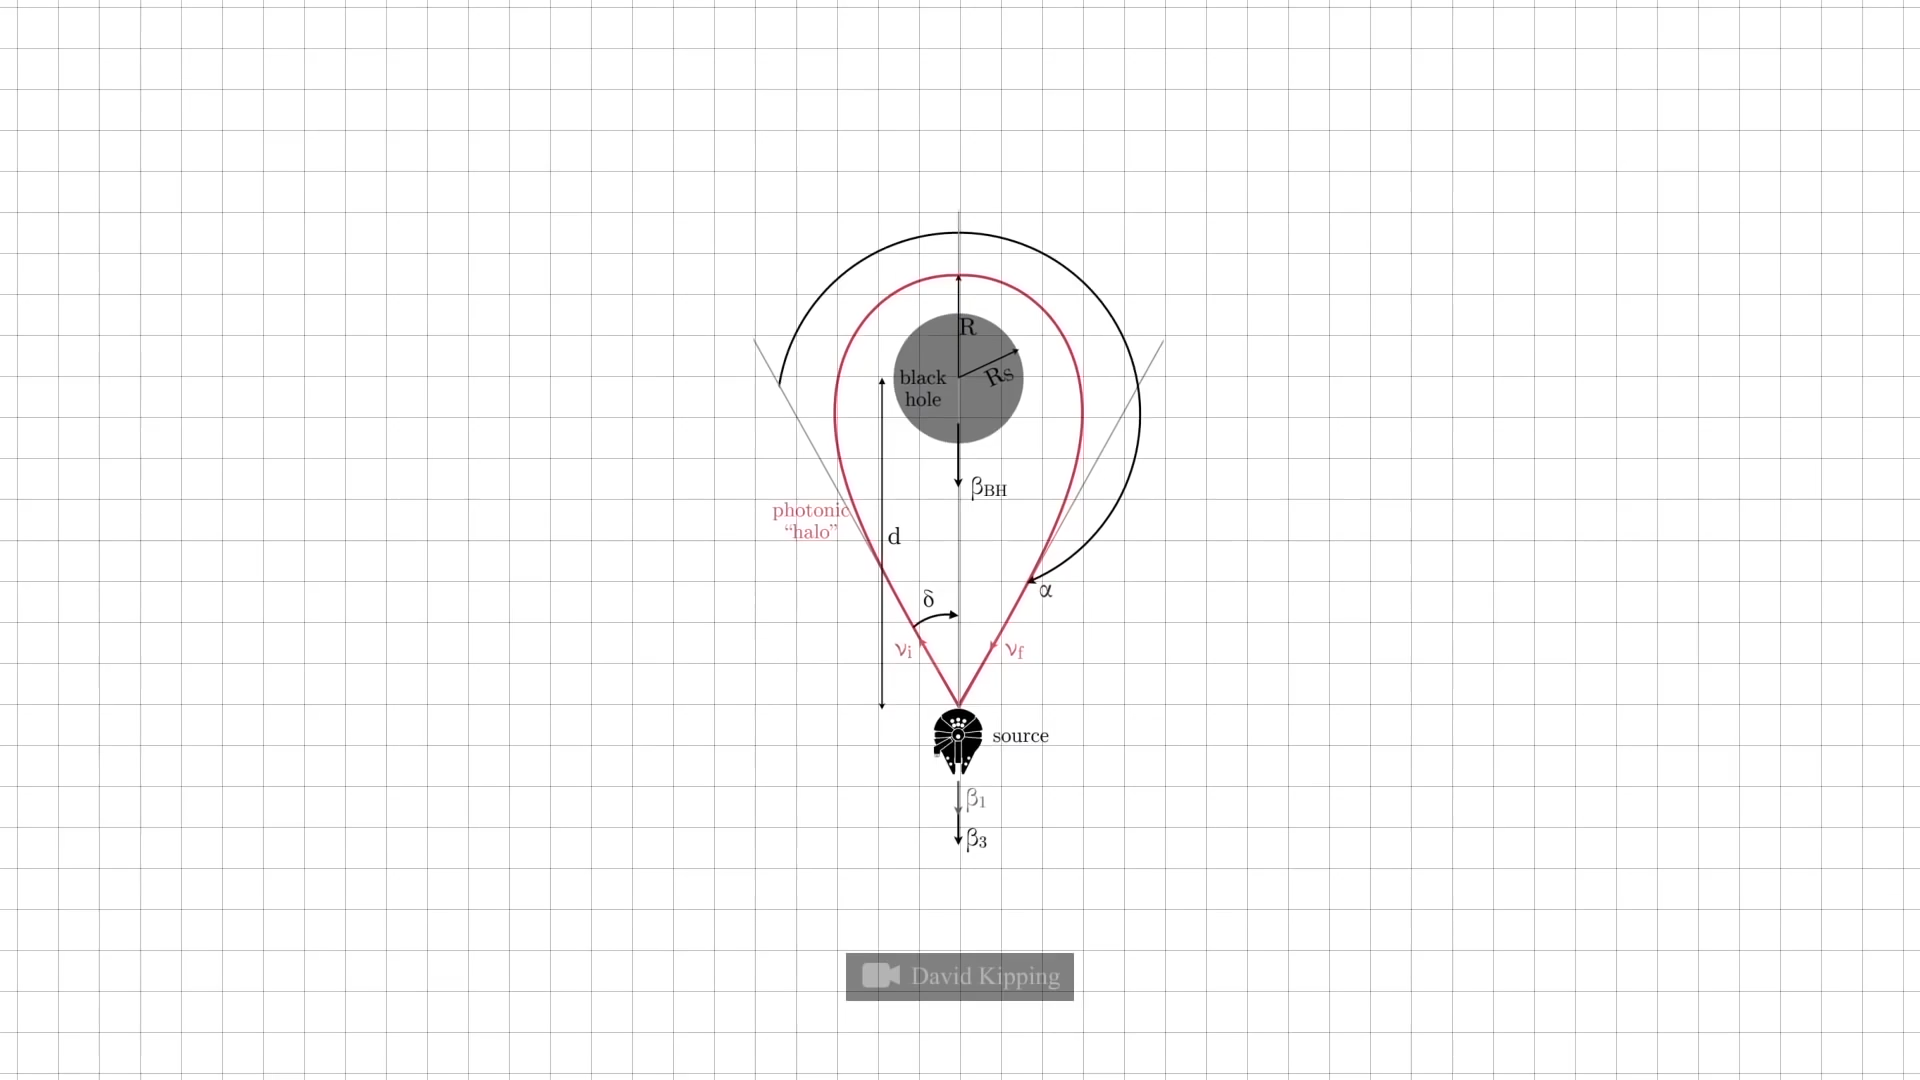 R
Rs
black
hole
βBH
photonic
“halo”
d
α
δ
νi
νf
source
β1
β3
David Kipping